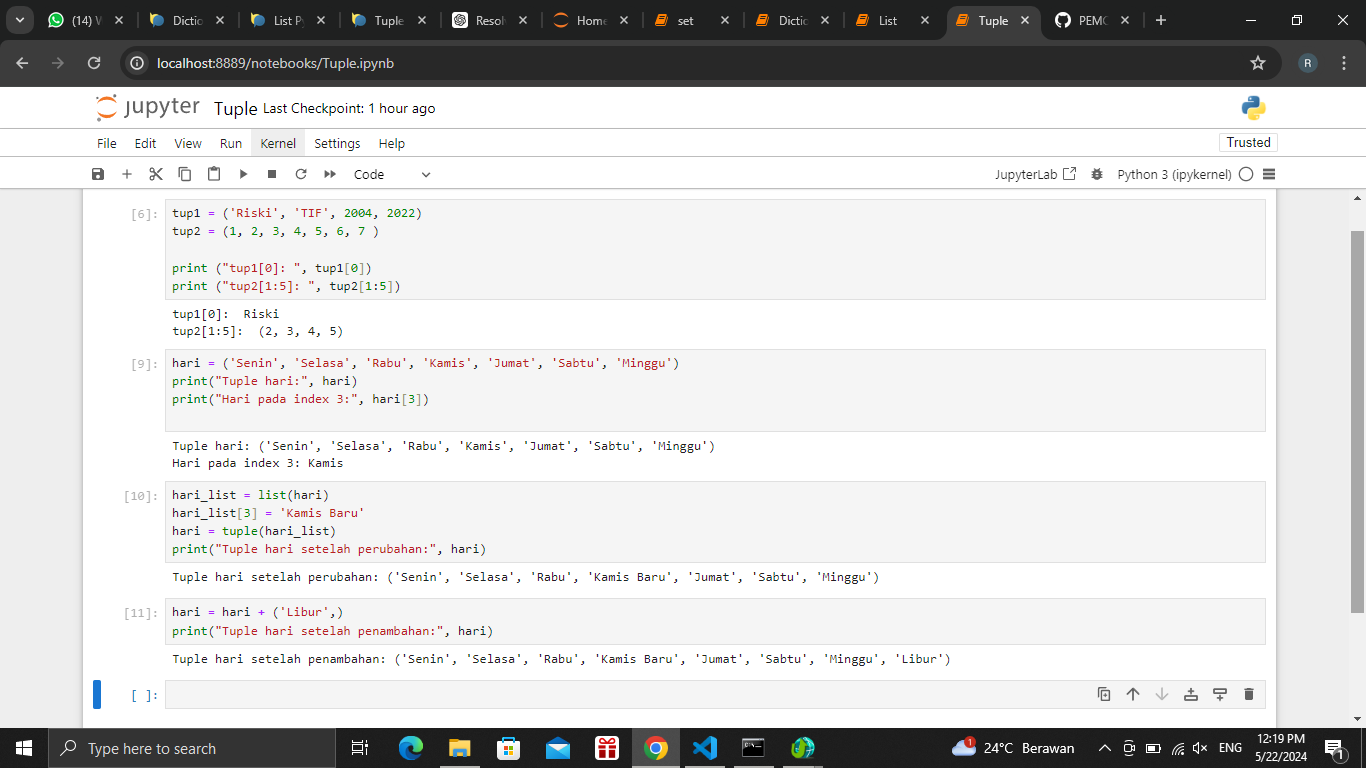 (14) W
Dictio
List Py
Tuple
Resol
Home
set
Dictio
List
Tuple
PEMO
localhost:8889/notebooks/Tuple.ipynb
R
jupyter Tuple Last Checkpoint: 1 hour ago
File Edit View Run Kernel Settings Help
Trusted
Code
JupyterLab
Python 3 (ipykernel)
[6]:
tup1 = ('Riski', 'TIF', 2004, 2022)
tup2 = (1, 2, 3, 4, 5, 6, 7 )
print ("tup1[0]: ", tup1[0])
print ("tup2[1:5]: ", tup2[1:5])
tup1[0]:  Riski
tup2[1:5]:  (2, 3, 4, 5)
[9]:
hari = ('Senin', 'Selasa', 'Rabu', 'Kamis', 'Jumat', 'Sabtu', 'Minggu')
print("Tuple hari:", hari)
print("Hari pada index 3:", hari[3])
Tuple hari: ('Senin', 'Selasa', 'Rabu', 'Kamis', 'Jumat', 'Sabtu', 'Minggu')
Hari pada index 3: Kamis
[10]:
hari_list = list(hari)
hari_list[3] = 'Kamis Baru'
hari = tuple(hari_list)
print("Tuple hari setelah perubahan:", hari)
Tuple hari setelah perubahan: ('Senin', 'Selasa', 'Rabu', 'Kamis Baru', 'Jumat', 'Sabtu', 'Minggu')
[11]:
hari = hari + ('Libur',)
print("Tuple hari setelah penambahan:", hari)
Tuple hari setelah penambahan: ('Senin', 'Selasa', 'Rabu', 'Kamis Baru', 'Jumat', 'Sabtu', 'Minggu', 'Libur')
[ ]:
Type here to search
1
24°C Berawan
ENG
12:19 PM
5/22/2024
1